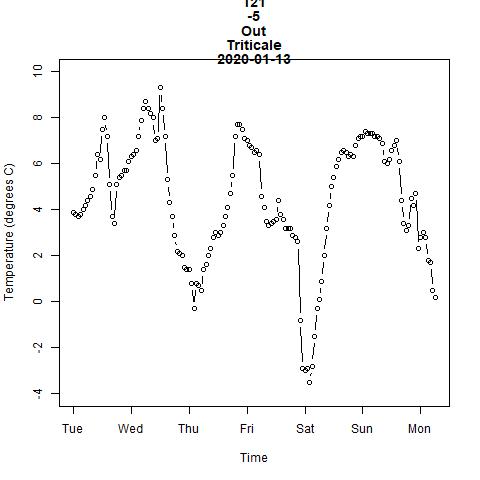 121
-5
Out
Triticale
2020-01-13
Temperature (degrees C)
10
8
6
4
2
0
-2
-4
Tue Wed Thu Fri Sat Sun Mon
Time